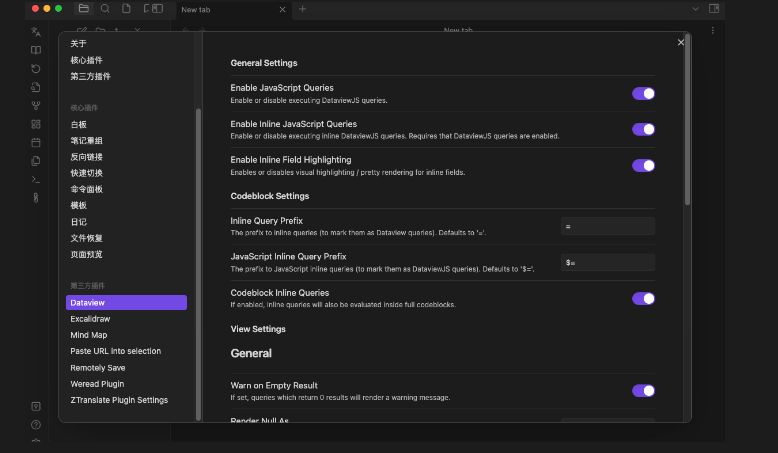 New tab
New tab
关于
核心插件
第三方插件
核心插件
白板
笔记重组
反向链接
快速切换
命令面板
模板
日记
文件恢复
页面预览
第三方插件
Dataview
Excalidraw
Mind Map
Paste URL into selection
Remotely Save
Weread Plugin
ZTranslate Plugin Settings
General Settings
Enable JavaScript Queries
Enable or disable executing DataviewJS queries.
Enable Inline JavaScript Queries
Enable or disable executing inline DataviewJS queries. Requires that DataviewJS queries are enabled.
Enable Inline Field Highlighting
Enables or disables visual highlighting / pretty rendering for inline fields.
Codeblock Settings
Inline Query Prefix
The prefix to inline queries (to mark them as Dataview queries). Defaults to '='.
=
JavaScript Inline Query Prefix
The prefix to JavaScript inline queries (to mark them as DataviewJS queries). Defaults to '$='.
$=
Codeblock Inline Queries
If enabled, inline queries will also be evaluated inside full codeblocks.
View Settings
General
Warn on Empty Result
If set, queries which return 0 results will render a warning message.
Render Null As